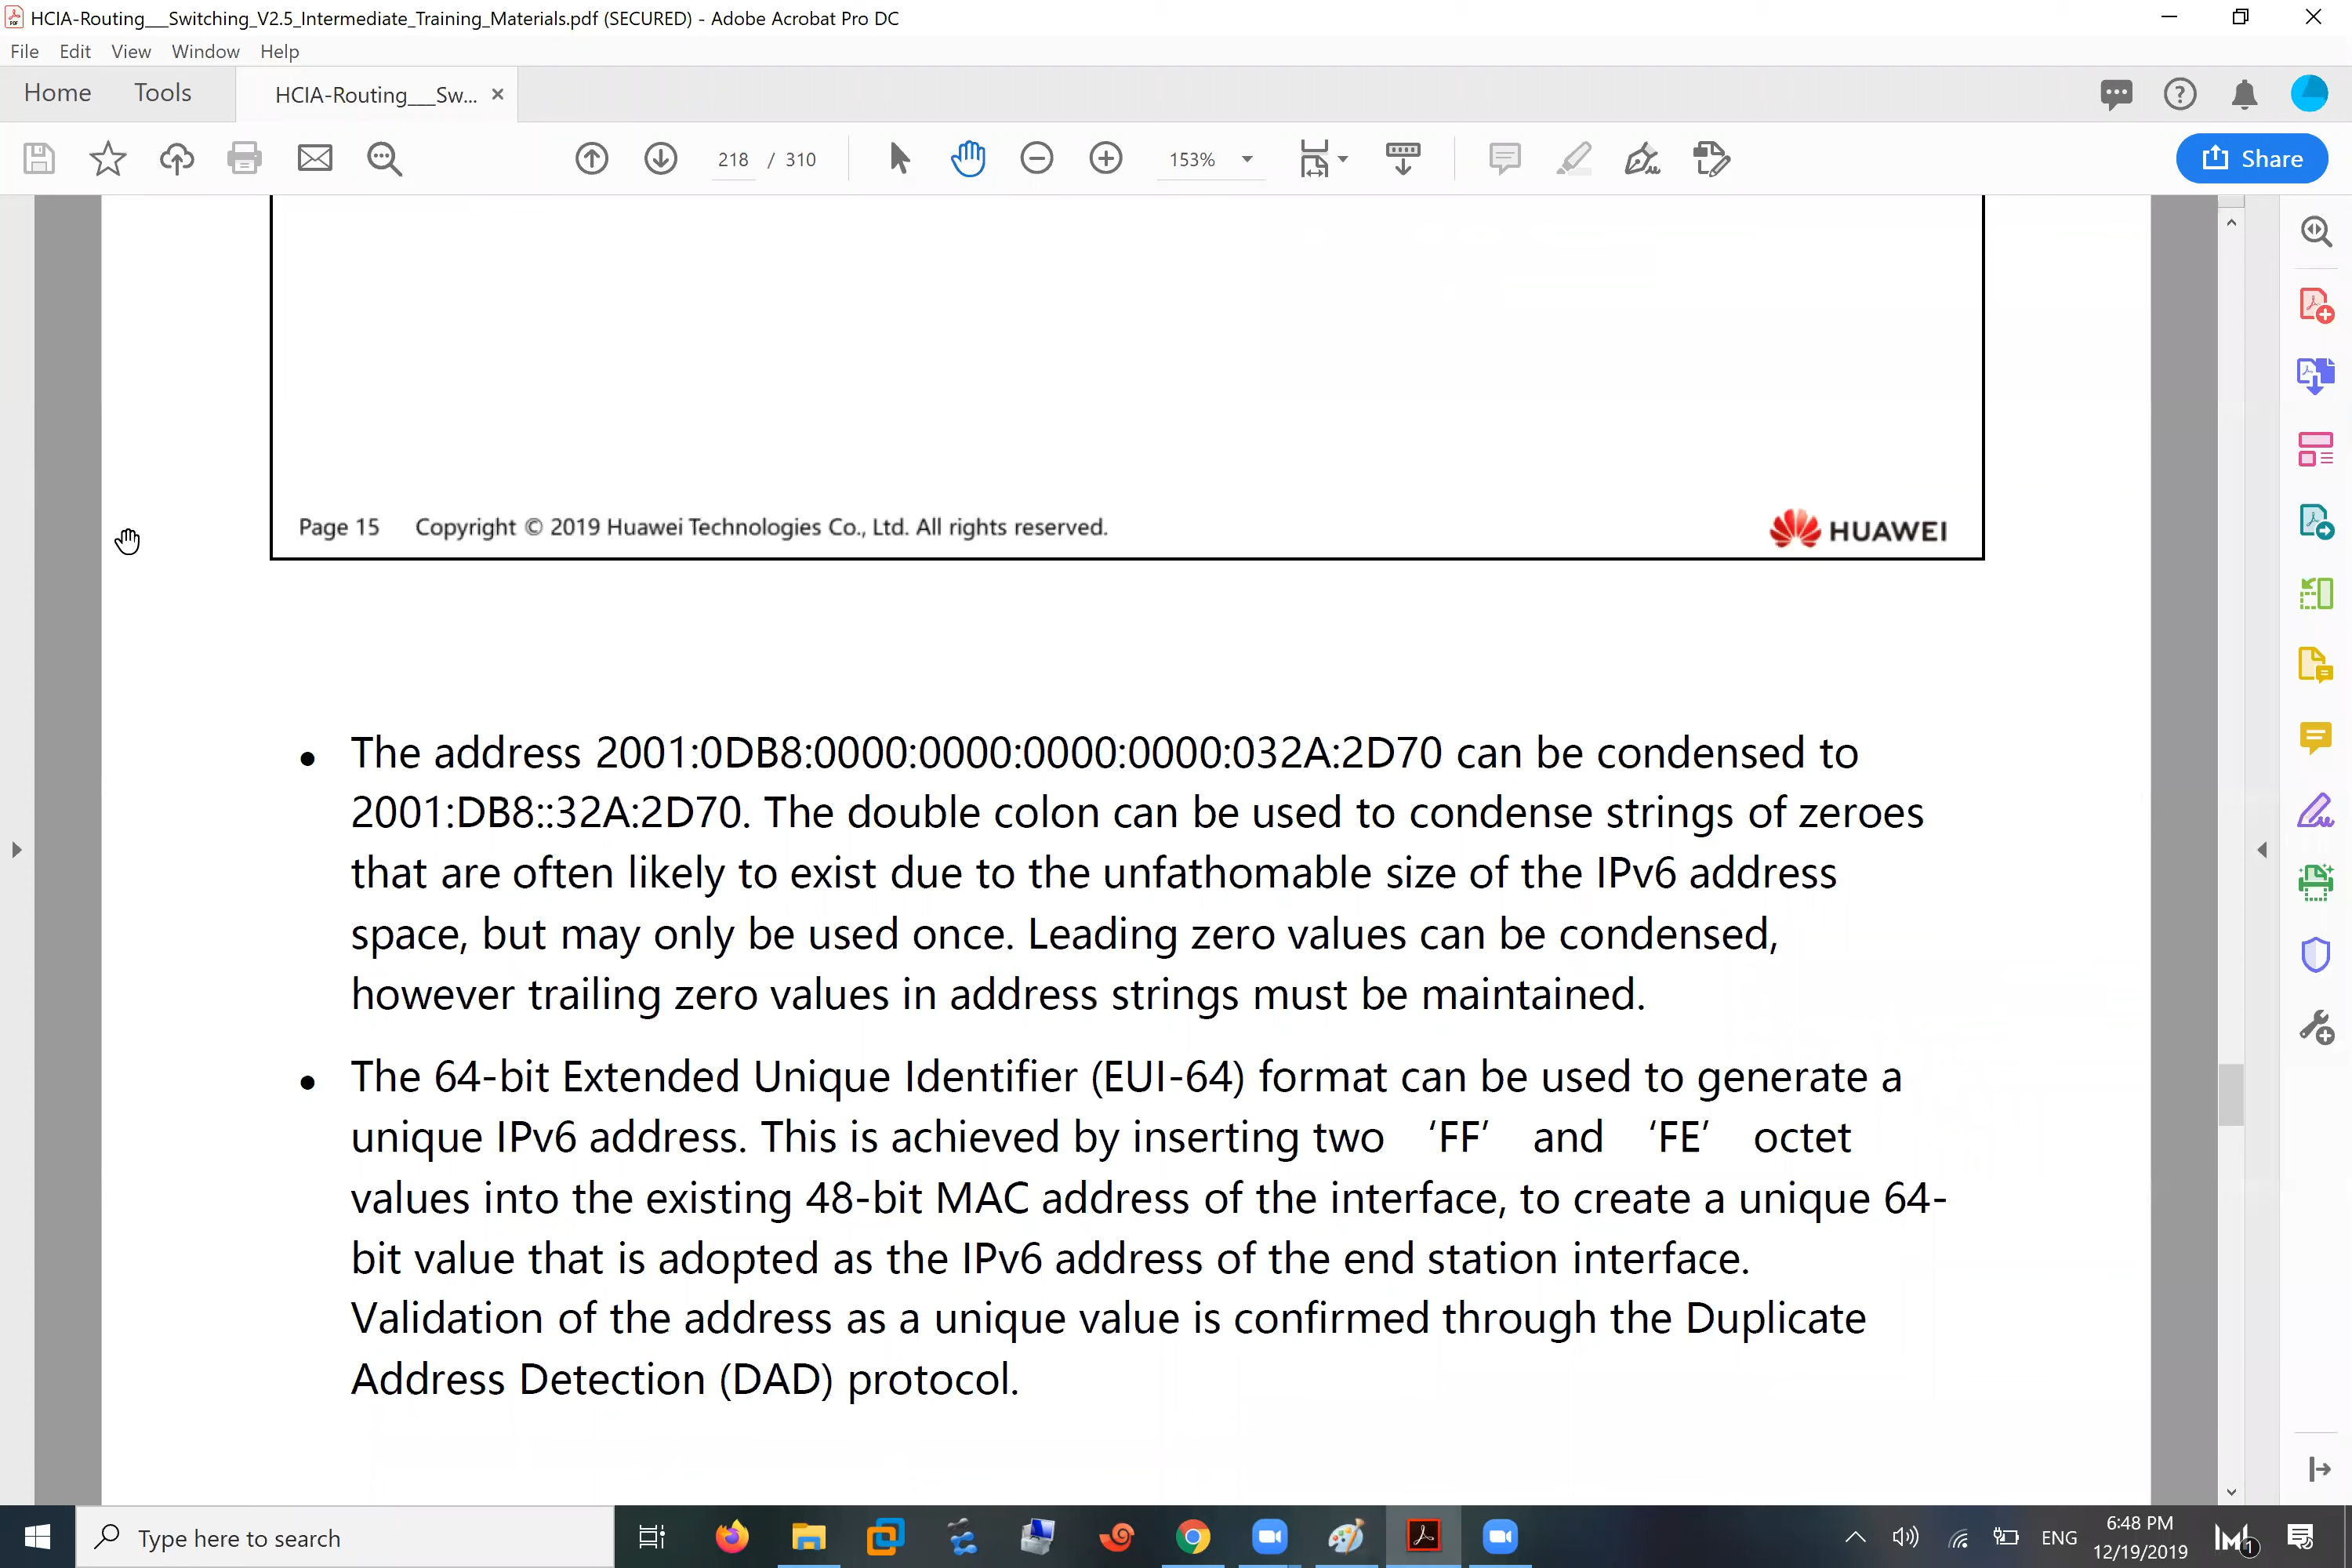 HCIA-Routing___Switching_V2.5_Intermediate_Training_Materials.pdf (SECURED) - Adobe Acrobat Pro DC
File Edit View Window Help
Home Tools HCIA-Routing___Sw... ×
218 / 310 153% Share
Page 15 Copyright © 2019 Huawei Technologies Co., Ltd. All rights reserved. HUAWEI
• The address 2001:0DB8:0000:0000:0000:0000:032A:2D70 can be condensed to
2001:DB8::32A:2D70. The double colon can be used to condense strings of zeroes
that are often likely to exist due to the unfathomable size of the IPv6 address
space, but may only be used once. Leading zero values can be condensed,
however trailing zero values in address strings must be maintained.
• The 64-bit Extended Unique Identifier (EUI-64) format can be used to generate a
unique IPv6 address. This is achieved by inserting two ‘FF’ and ‘FE’ octet
values into the existing 48-bit MAC address of the interface, to create a unique 64-
bit value that is adopted as the IPv6 address of the end station interface.
Validation of the address as a unique value is confirmed through the Duplicate
Address Detection (DAD) protocol.
Type here to search
ENG
6:48 PM
12/19/2019
1